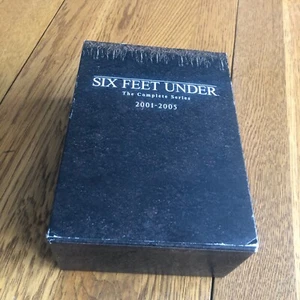 SIX FEET UNDER
The Complete Series
2001-2005